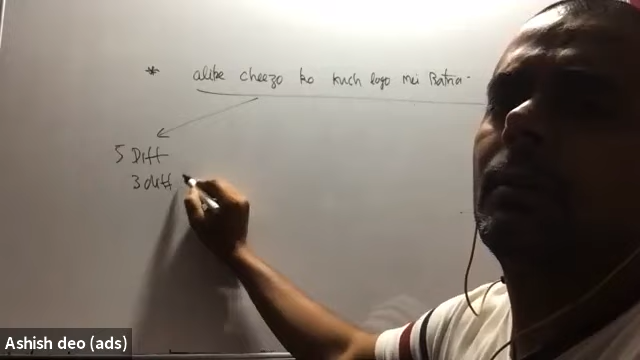 * alike cheezo ko kuch logo mei Batna.
5 Diff
3 diff
Ashish deo (ads)